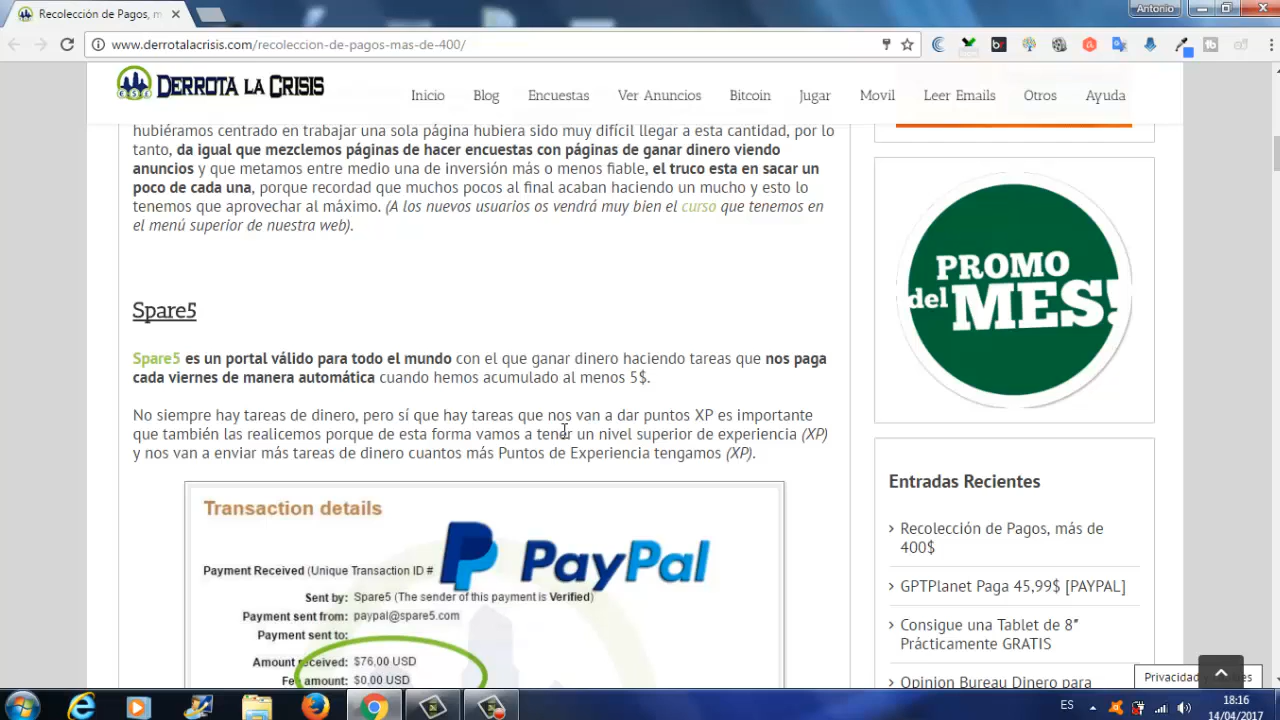 Recolección de Pagos, m
Antonio
www.derrotalacrisis.com/recoleccion-de-pagos-mas-de-400/
DERROTA LA CRISIS
Inicio Blog Encuestas Ver Anuncios Bitcoin Jugar Movil Leer Emails Otros Ayuda
hubiéramos centrado en trabajar una sola página hubiera sido muy difícil llegar a esta cantidad, por lo
tanto, da igual que mezclemos páginas de hacer encuestas con páginas de ganar dinero viendo
anuncios y que metamos entre medio una de inversión más o menos fiable, el truco esta en sacar un
poco de cada una, porque recordad que muchos pocos al final acaban haciendo un mucho y esto lo
tenemos que aprovechar al máximo. (A los nuevos usuarios os vendrá muy bien el curso que tenemos en
el menú superior de nuestra web).
Spare5
Spare5 es un portal válido para todo el mundo con el que ganar dinero haciendo tareas que nos paga
cada viernes de manera automática cuando hemos acumulado al menos 5$.
No siempre hay tareas de dinero, pero sí que hay tareas que nos van a dar puntos XP es importante
que también las realicemos porque de esta forma vamos a tener un nivel superior de experiencia (XP)
y nos van a enviar más tareas de dinero cuantos más Puntos de Experiencia tengamos (XP).
Transaction details
PayPal
Payment Received (Unique Transaction ID #
Sent by: Spare5 (The sender of this payment is Verified)
Payment sent from: paypal@spare5.com
Payment sent to:
Amount received: $76,00 USD
Fee amount: $0,00 USD
PROMO
del MES!
Entradas Recientes
Recolección de Pagos, más de
400$
GPTPlanet Paga 45,99$ [PAYPAL]
Consigue una Tablet de 8″
Prácticamente GRATIS
Opinion Bureau Dinero para
Privacidad y cookies
ES
18:16
14/04/2017